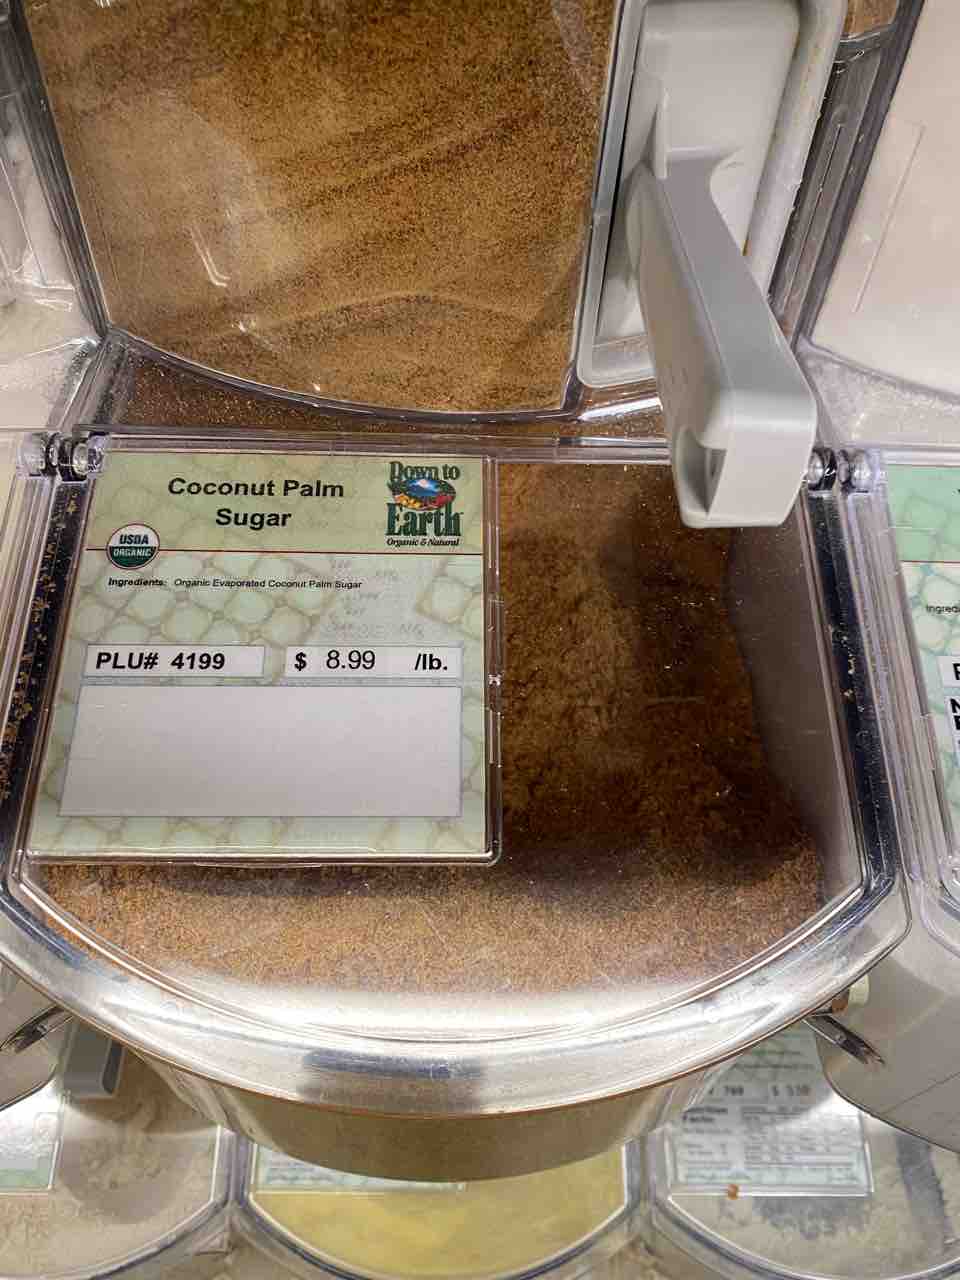 Coconut Palm
Sugar
Down to
Earth
Organic & Natural
USDA
ORGANIC
Ingredients: Organic Evaporated Coconut Palm Sugar
PLU# 4199 $ 8.99 /lb.